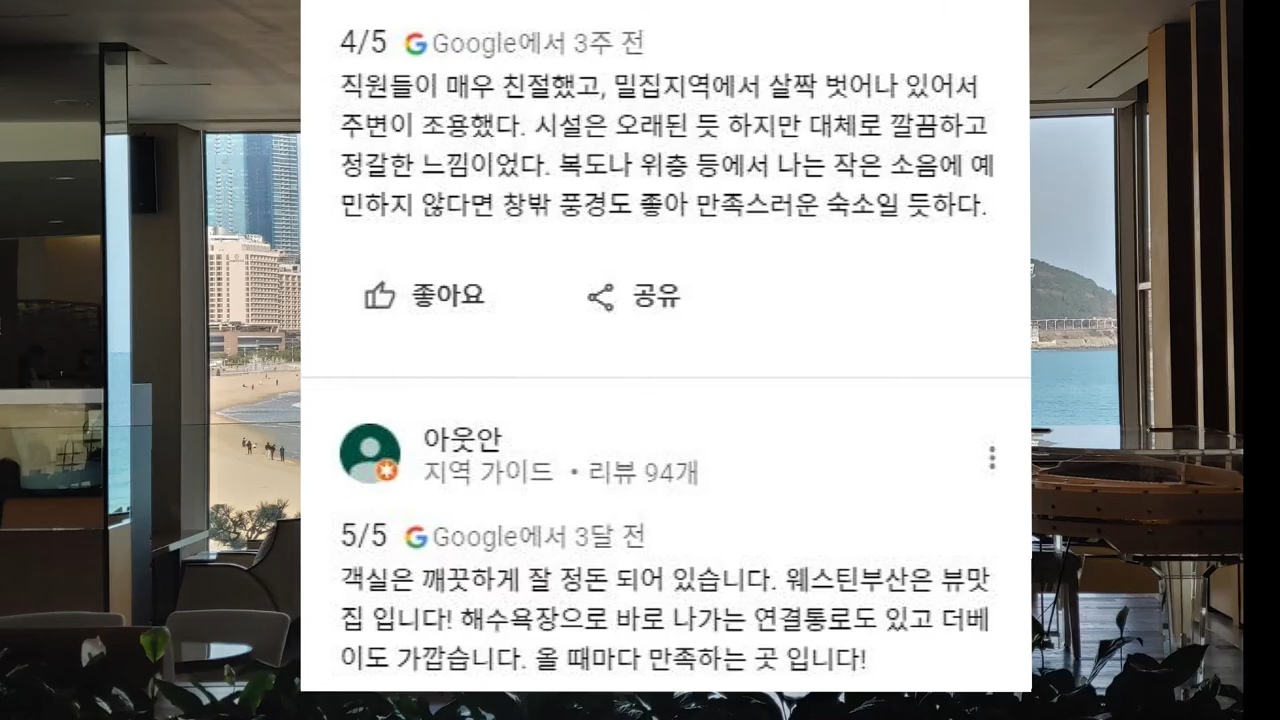 4/5 Google에서 3주 전
직원들이 매우 친절했고, 밀집지역에서 살짝 벗어나 있어서
주변이 조용했다. 시설은 오래된 듯 하지만 대체로 깔끔하고
정갈한 느낌이었다. 복도나 위층 등에서 나는 작은 소음에 예
민하지 않다면 창밖 풍경도 좋아 만족스러운 숙소일 듯하다.
좋아요 공유
아웃안
지역 가이드 • 리뷰 94개
5/5 Google에서 3달 전
객실은 깨끗하게 잘 정돈 되어 있습니다. 웨스틴부산은 뷰맛
집 입니다! 해수욕장으로 바로 나가는 연결통로도 있고 더베
이도 가깝습니다. 올 때마다 만족하는 곳 입니다!